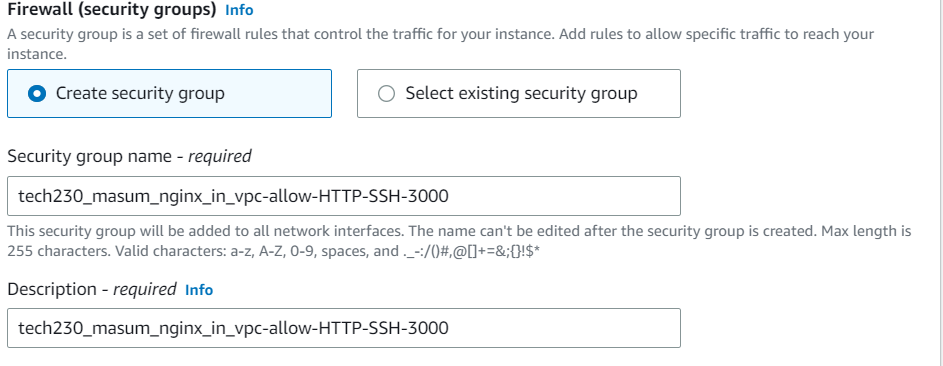 Firewall (security groups) Info
A security group is a set of firewall rules that control the traffic for your instance. Add rules to allow specific traffic to reach your
instance.
Create security group
Select existing security group
Security group name - required
tech230_masum_nginx_in_vpc-allow-HTTP-SSH-3000
This security group will be added to all network interfaces. The name can't be edited after the security group is created. Max length is
255 characters. Valid characters: a-z, A-Z, 0-9, spaces, and ._-:/()#,@[]+=&;{}!$*
Description - required Info
tech230_masum_nginx_in_vpc-allow-HTTP-SSH-3000